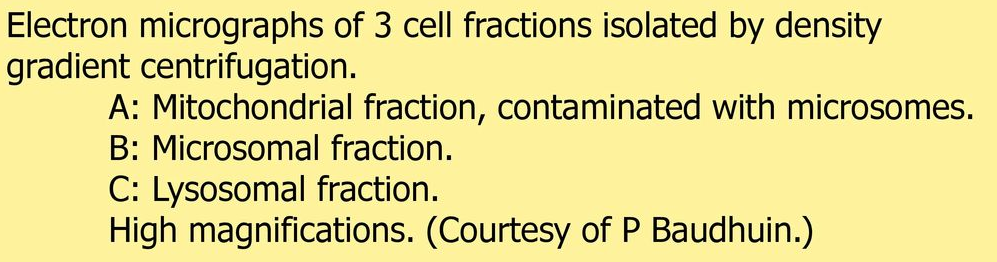 Electron micrographs of 3 cell fractions isolated by density
gradient centrifugation.
A: Mitochondrial fraction, contaminated with microsomes.
B: Microsomal fraction.
C: Lysosomal fraction.
High magnifications. (Courtesy of P Baudhuin.)